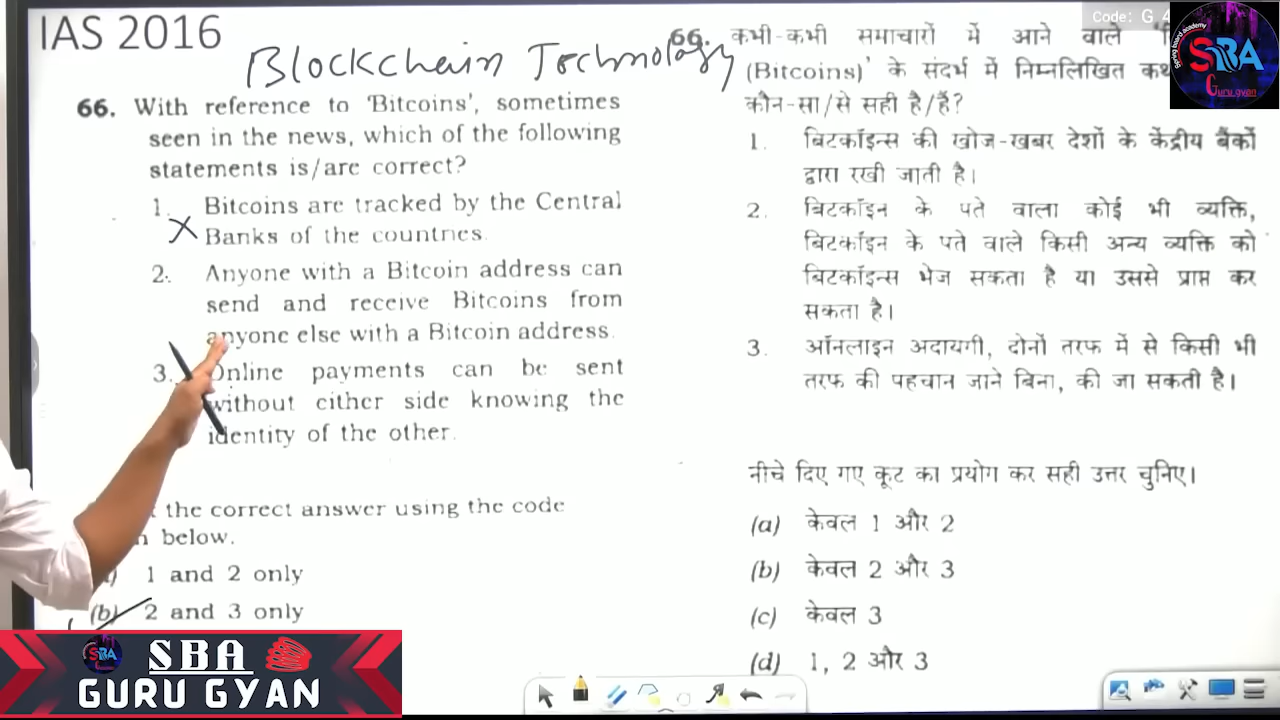 IAS 2016
Blockchain Technology
66. With reference to 'Bitcoins', sometimes
seen in the news, which of the following
statements is/are correct?
1. Bitcoins are tracked by the Central
Banks of the countries.
2. Anyone with a Bitcoin address can
send and receive Bitcoins from
anyone else with a Bitcoin address.
3. Online payments can be sent
without either side knowing the
identity of the other.
the correct answer using the code
below.
1 and 2 only
(b) 2 and 3 only
Code: G 4
66. कभी-कभी समाचारों में आने वाले
(Bitcoins)' के संदर्भ में निम्नलिखित
कौन-सा/से सही है/हैं?
1. बिटकॉइन्स की खोज-खबर देशों के केंद्रीय बैंकों
द्वारा रखी जाती है।
2. बिटकॉइन के पते वाला कोई भी व्यक्ति,
बिटकॉइन के पते वाले किसी अन्य व्यक्ति को
बिटकॉइन्स भेज सकता है या उससे प्राप्त कर
सकता है।
3. ऑनलाइन अदायगी, दोनों तरफ में से किसी भी
तरफ की पहचान जाने बिना, की जा सकती है।
नीचे दिए गए कूट का प्रयोग कर सही उत्तर चुनिए।
(a) केवल 1 और 2
(b) केवल 2 और 3
(c) केवल 3
(d) 1, 2 और 3
SBA
Guru gyan
SBA
SBA
GURU GYAN